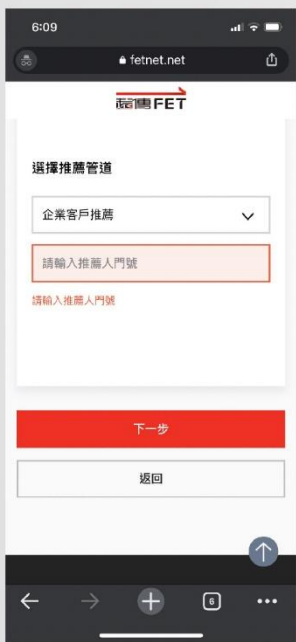 6:09
fetnet.net
遠傳FET
選擇推薦管道
企業客戶推薦
請輸入推薦人門號
請輸入推薦人門號
下一步
返回
6